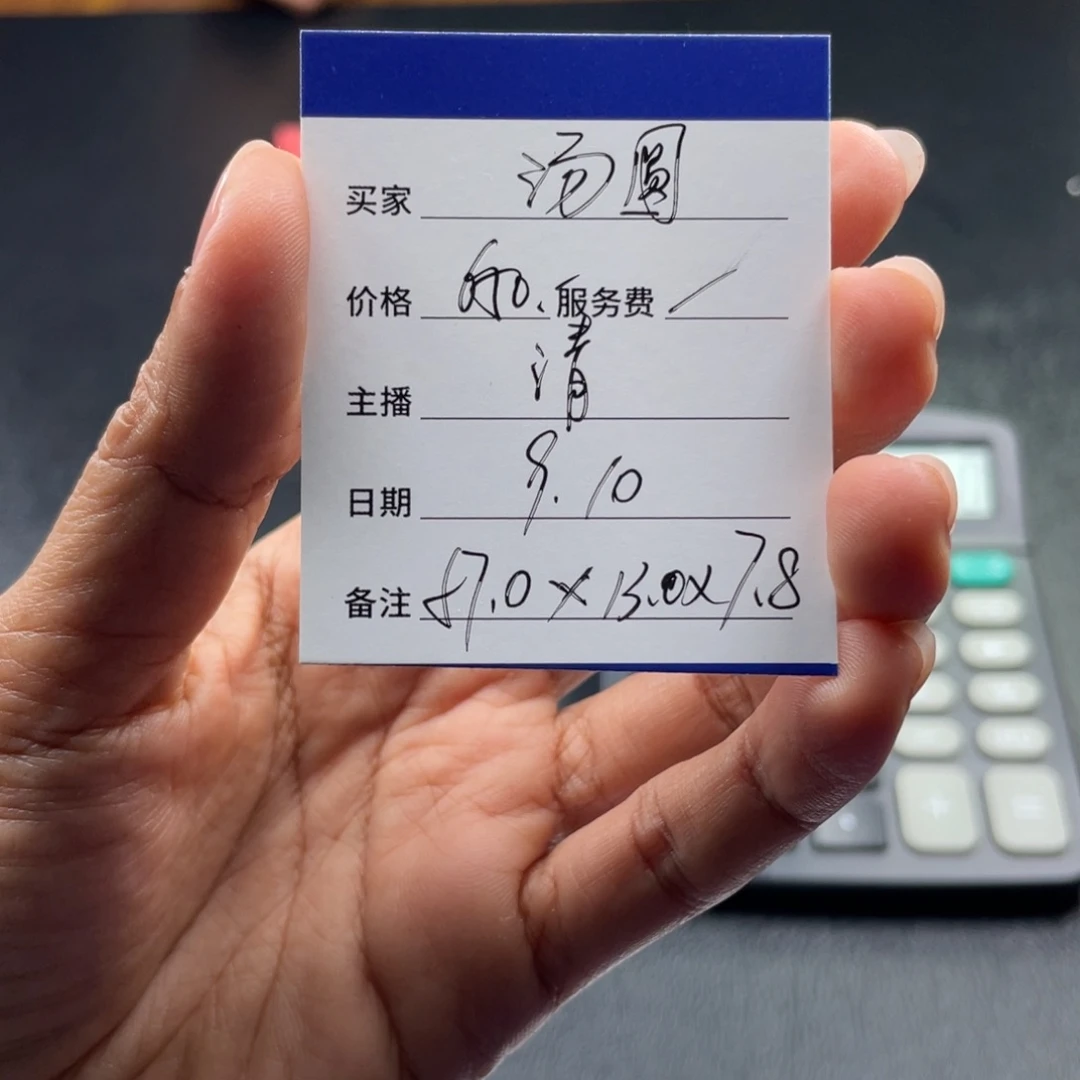 买家 汤圆
价格 服务费 /
主播 清
日期 9.10
备注 57.0×13.0×7.8